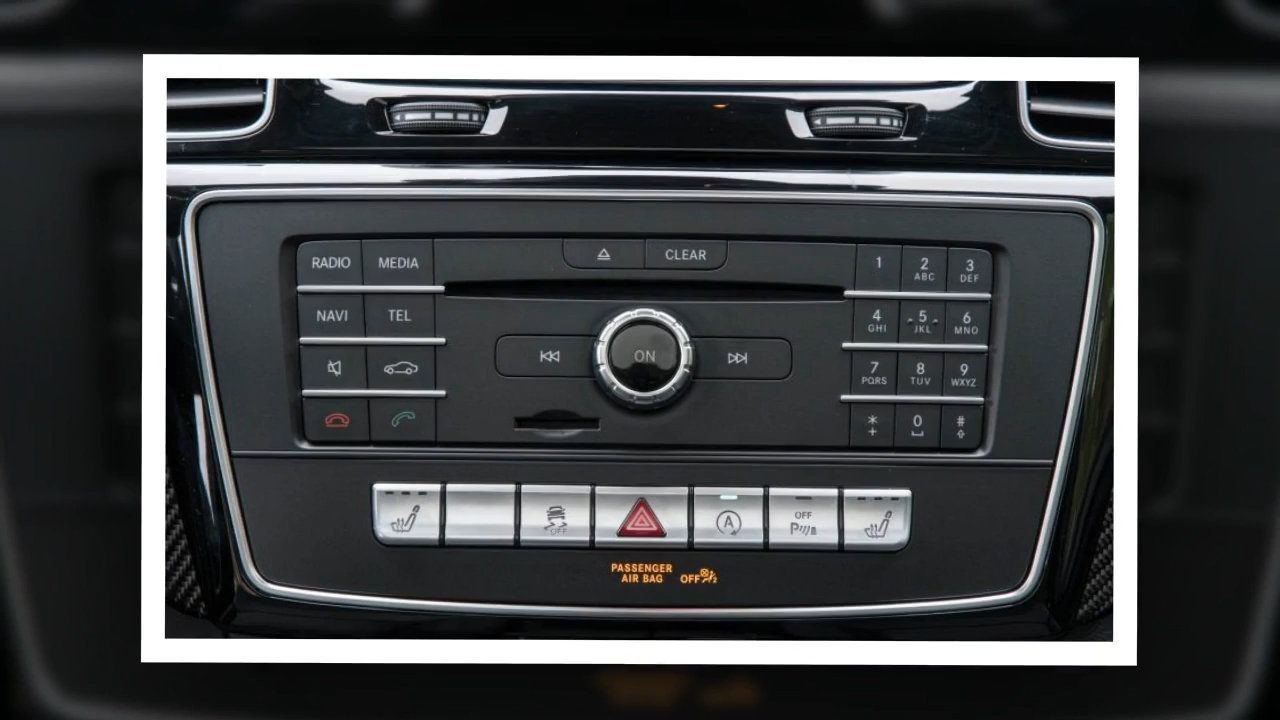 RADIO MEDIA CLEAR 1 2 ABC 3 DEF
NAVI TEL 4 GHI 5 JKL 6 MNO
ON
7 PQRS 8 TUV 9 WXYZ
* + 0 #
OFF A OFF P
PASSENGER
AIR BAG OFF